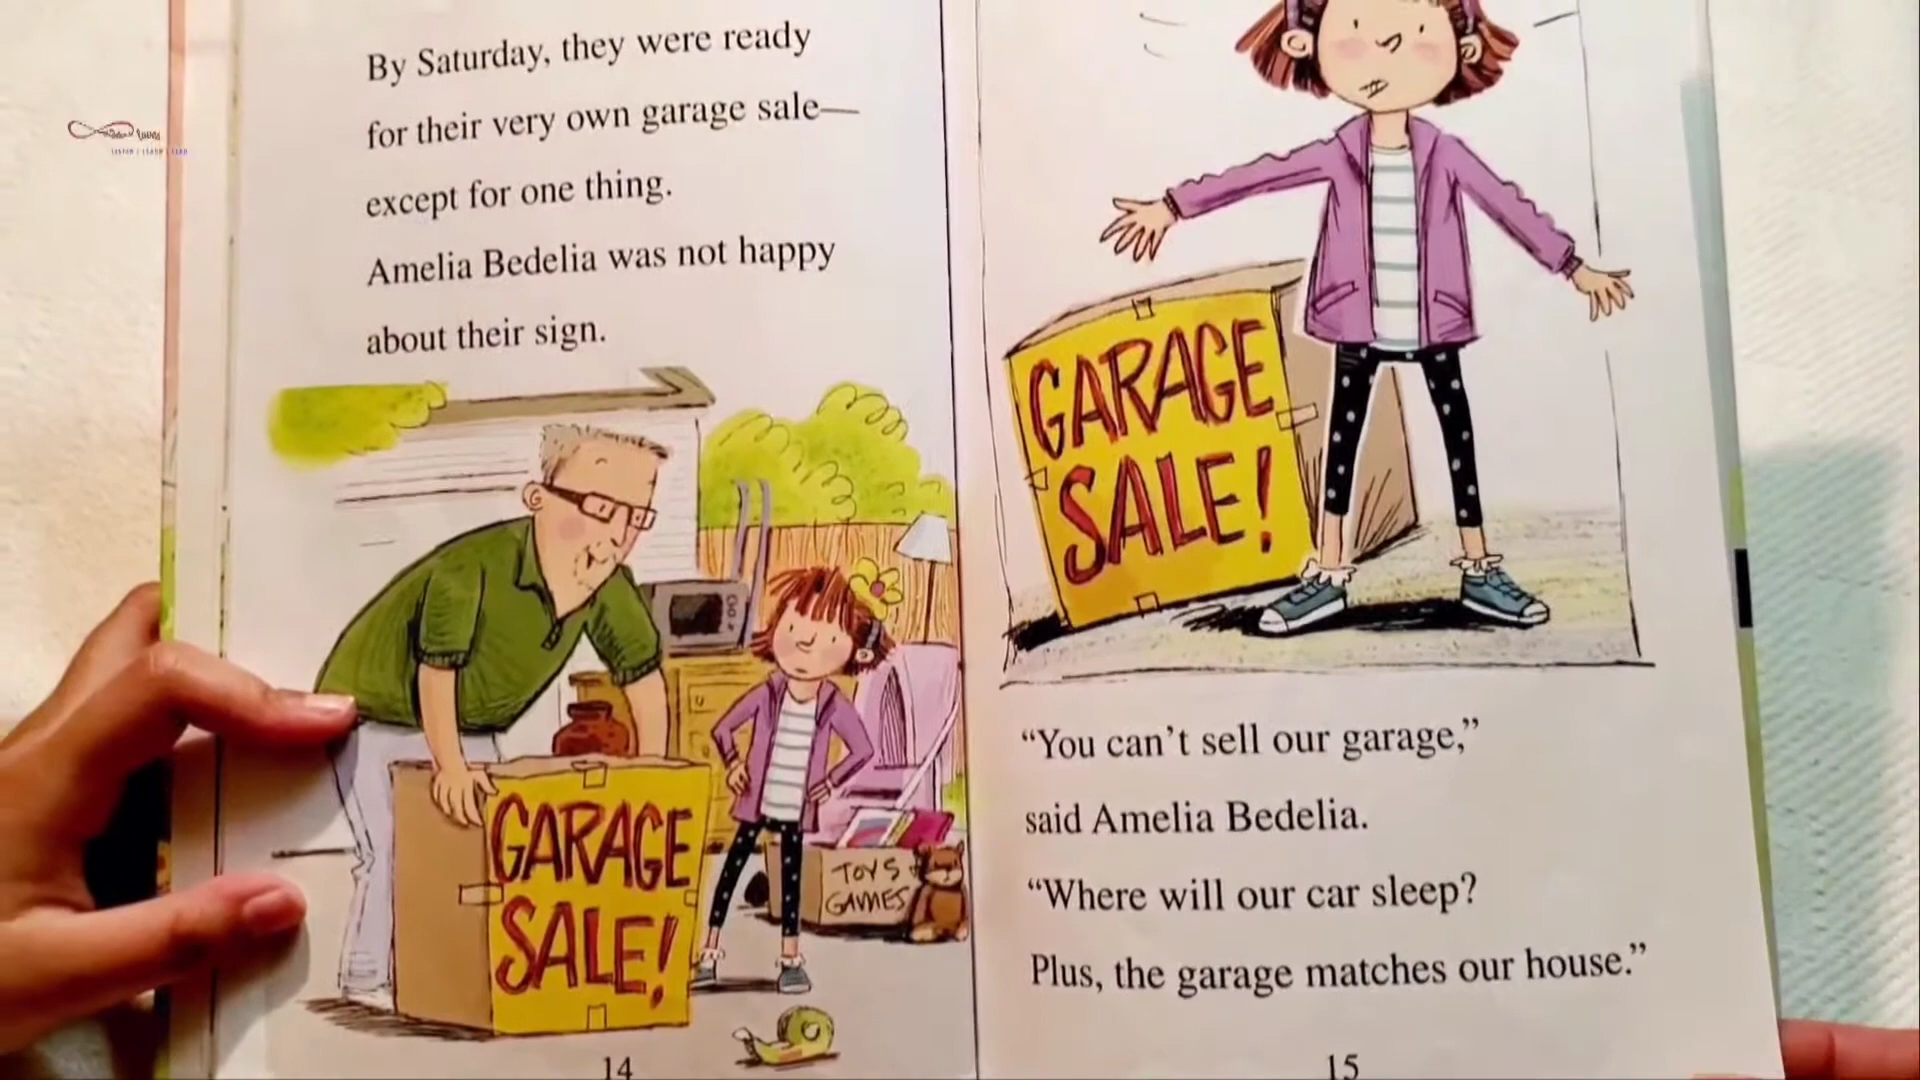 By Saturday, they were ready
for their very own garage sale—
except for one thing.
Amelia Bedelia was not happy
about their sign.
GARAGE
SALE!
TOYS
GAMES
14
GARAGE
SALE!
“You can’t sell our garage,”
said Amelia Bedelia.
“Where will our car sleep?
Plus, the garage matches our house.”
15